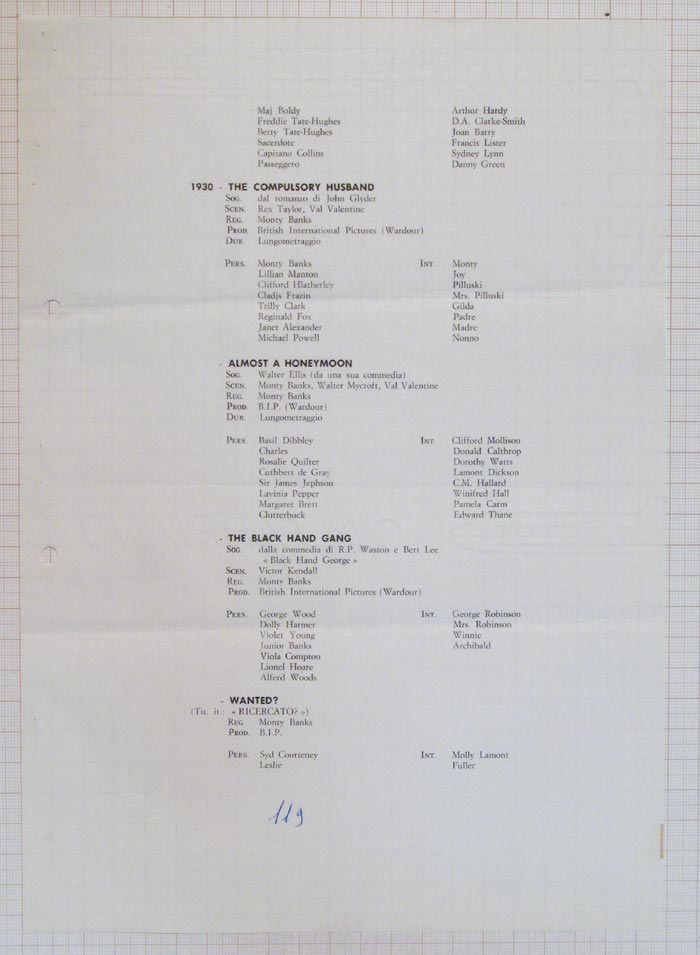 Maj Boldy Arthur Hardy
Freddie Tate-Hughes D.A. Clarke-Smith
Betty Tate-Hughes Joan Barry
Sacerdote Francis Lister
Capitano Collins Sydney Lynn
Passeggero Danny Green
1930 - THE COMPULSORY HUSBAND
SOG. dal romanzo di John Glyder
SCEN. Rex Taylor, Val Valentine
REG. Monty Banks
PROD. British International Pictures (Wardour)
DUR. Lungometraggio
PERS. Monty Banks INT. Monty
Lillian Manton Joy
Clifford Hlatherley Pilluski
Cladjs Frazin Mrs. Pilluski
Trilly Clark Gilda
Reginald Fox Padre
Janet Alexander Madre
Michael Powell Nonno
- ALMOST A HONEYMOON
SOG. Walter Ellis (da una sua commedia)
SCEN. Monty Banks, Walter Mycroft, Val Valentine
REG. Monty Banks
PROD. B.I.P. (Wardour)
DUR. Lungometraggio
PERS. Basil Dibbley INT. Clifford Mollison
Charles Donald Calthrop
Rosalie Quilter Dorothy Watts
Cuthbert de Gray Lamont Dickson
Sir James Jephson C.M. Hallard
Lavinia Pepper Winifred Hall
Margaret Brett Pamela Carm
Clutterbuck Edward Thane
- THE BLACK HAND GANG
SOG. dalla commedia di R.P. Waston e Bert Lee
« Black Hand George »
SCEN. Victor Kendall
REG. Monty Banks
PROD. British International Pictures (Wardour)
PERS. George Wood INT. George Robinson
Dolly Harmer Mrs. Robinson
Violet Young Winnie
Junior Banks Archibald
Viola Compton
Lionel Hoare
Alferd Woods
- WANTED?
(Tit. it.: « RICERCATO? »)
REG. Monty Banks
PROD. B.I.P.
PERS. Syd Courteney INT. Molly Lamont
Leslie Fuller
119